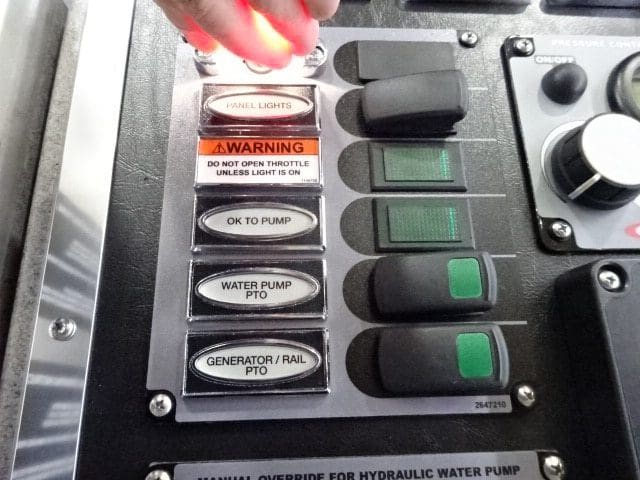 PRESSURE CONT
ON/OFF
PANEL LIGHTS
WARNING
DO NOT OPEN THROTTLE
UNLESS LIGHT IS ON
OK TO PUMP
WATER PUMP
PTO
GENERATOR / RAIL
PTO
2647210
MANUAL OVERRIDE FOR HYDRAULIC WATER PUMP